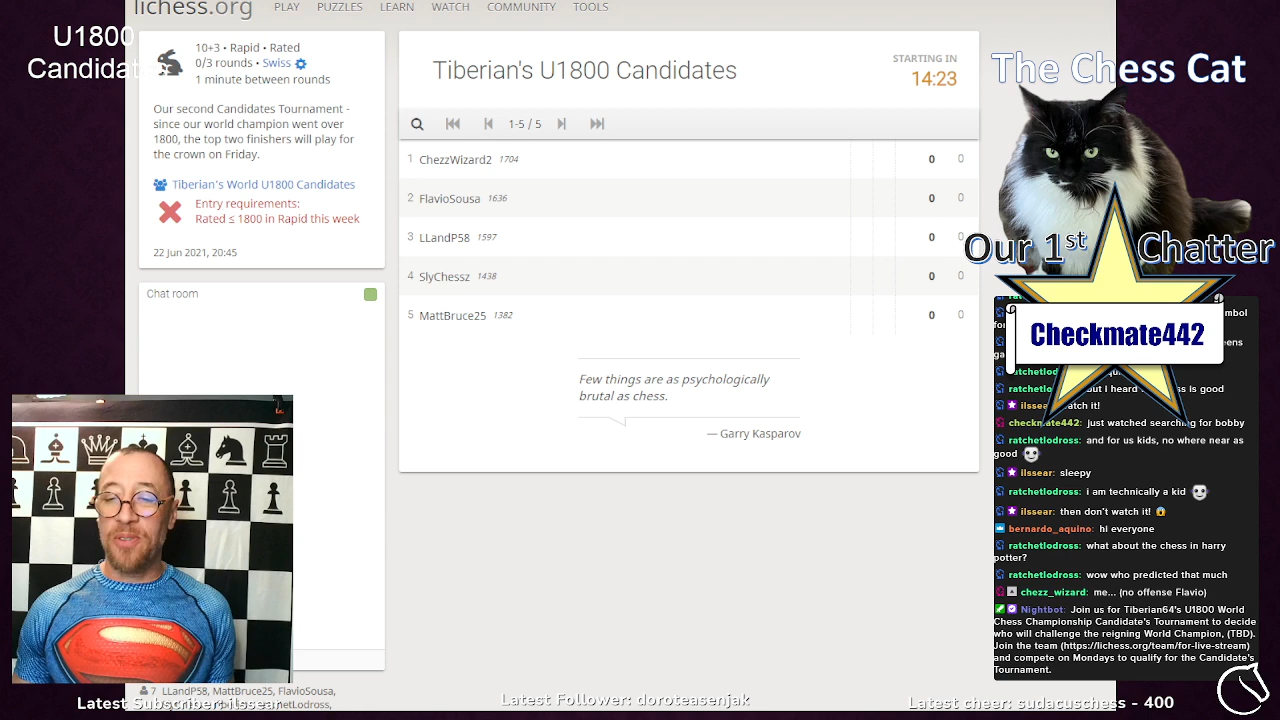 lichess.org PLAY PUZZLES LEARN WATCH COMMUNITY TOOLS
U1800
Candidates
10+3 • Rapid • Rated
0/3 rounds • Swiss
1 minute between rounds
Our second Candidates Tournament -
since our world champion went over
1800, the top two finishers will play for
the crown on Friday.
Tiberian's World U1800 Candidates
Entry requirements:
Rated ≤ 1800 in Rapid this week
22 Jun 2021, 20:45
Chat room
Tiberian's U1800 Candidates
STARTING IN
14:23
1-5 / 5
1 ChezzWizard2 1704 0 0
2 FlavioSousa 1636 0 0
3 LLandP58 1597 0 0
4 SlyChessz 1438 0 0
5 MattBruce25 1382 0 0
Few things are as psychologically
brutal as chess.
— Garry Kasparov
The Chess Cat
Our 1st Chatter
Checkmate442
ratchetlodross: but I heard is good
ilssear: watch it!
checkmate442: just watched searching for bobby
ratchetlodross: and for us kids, no where near as
good
ilssear: sleepy
ratchetlodross: i am technically a kid
ilssear: then don't watch it!
bernardo_aquino: hi everyone
ratchetlodross: what about the chess in harry
potter?
ratchetlodross: wow who predicted that much
chezz_wizard: me... (no offense Flavio)
Nightbot: Join us for Tiberian64's U1800 World
Chess Championship Candidate's Tournament to decide
who will challenge the reigning World Champion, (TBD).
Join the team (https://lichess.org/team/for-live-stream)
and compete on Mondays to qualify for the Candidate's
Tournament.
7 LLandP58, MattBruce25, FlavioSousa,
Latest Subscriber: ilssear
Latest Follower: doroteasenjak
Latest cheer: sudacuschess - 400